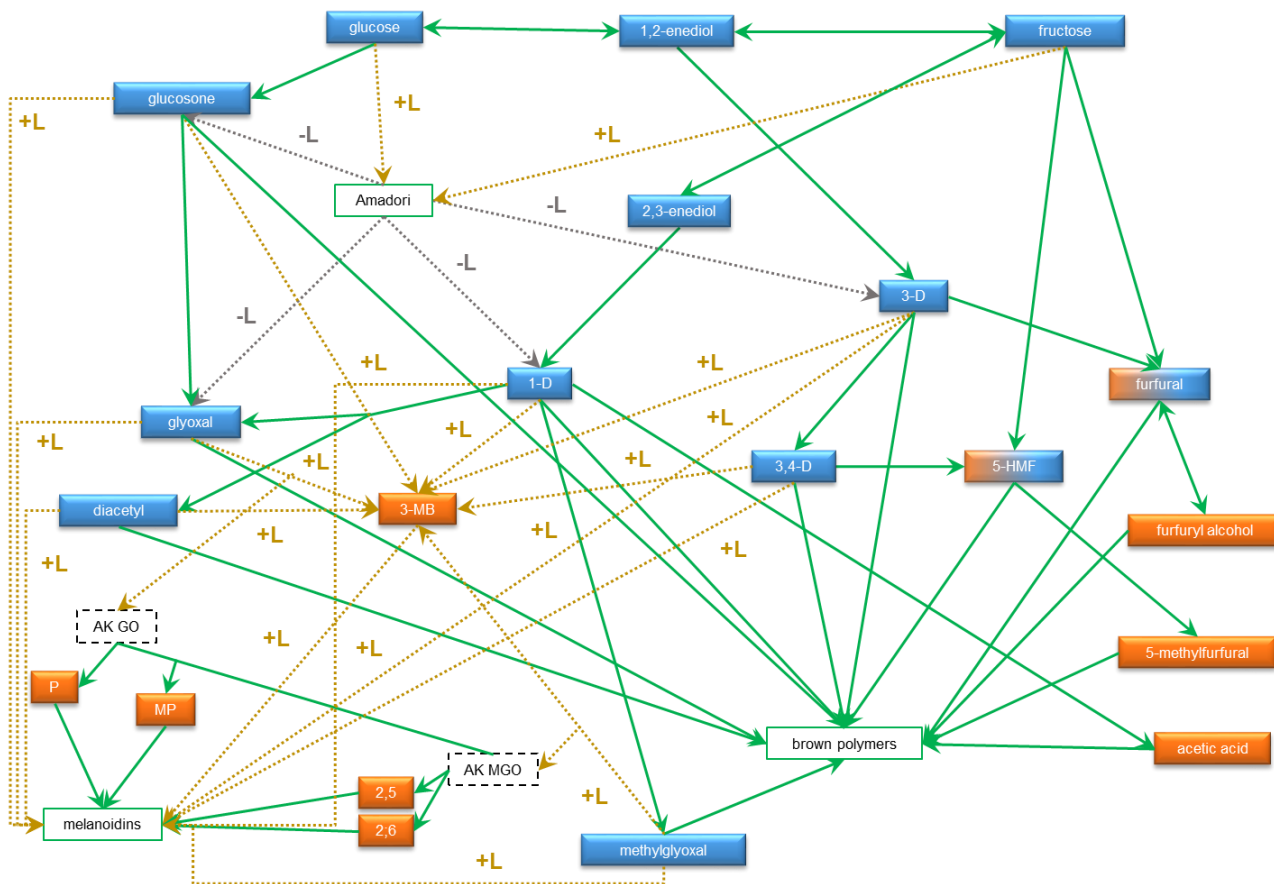 glucose
1,2-enediol
fructose
glucosone
+L
+L
+L
-L
Amadori
2,3-enediol
-L
-L
3-D
-L
+L
+L
1-D
furfural
glyoxal
+L
+L
+L
+L
+L
3,4-D
5-HMF
diacetyl
3-MB
+L
+L
furfuryl alcohol
+L
AK GO
+L
+L
5-methylfurfural
P
MP
brown polymers
acetic acid
AK MGO
+L
2,5
melanoidins
2,6
methylglyoxal
+L